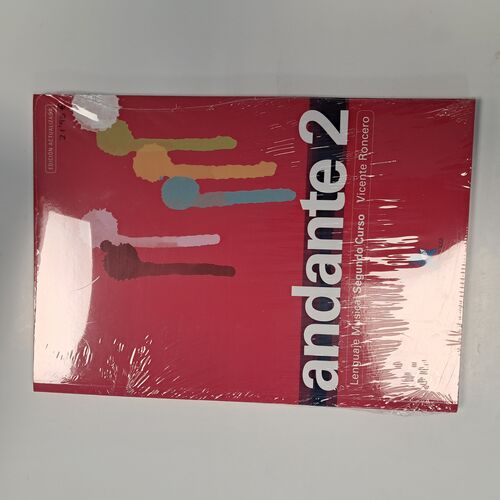 EDICIÓN ACTUALIZADA
andante 2
Lenguaje Musical Segundo Curso Vicente Roncero